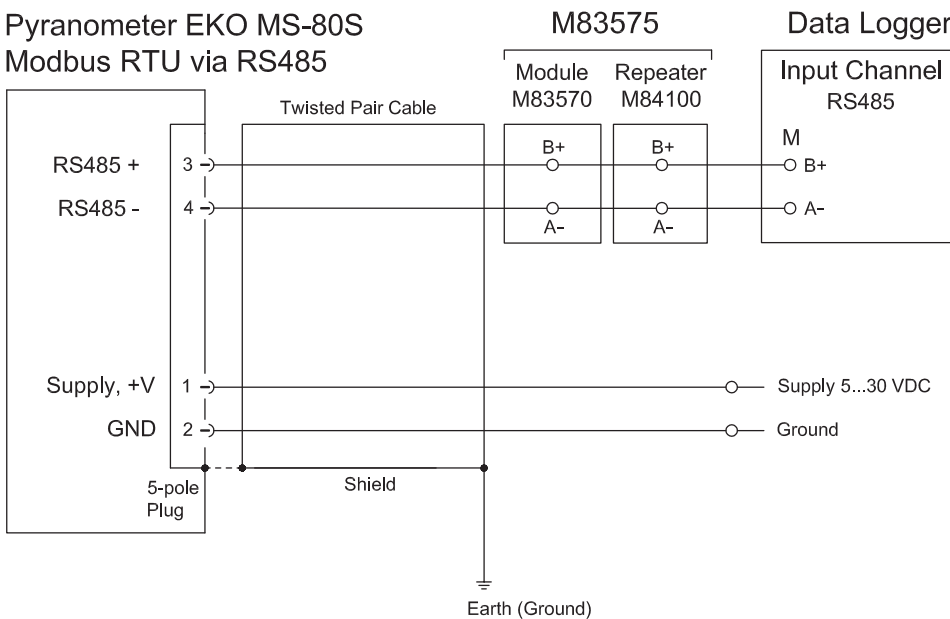 Pyranometer EKO MS-80S
Modbus RTU via RS485
M83575
Data Logger
Module
M83570
Repeater
M84100
Input Channel
RS485
Twisted Pair Cable
M
B+
B+
RS485 +
3
B+
RS485 -
4
A-
A-
A-
Supply, +V
1
Supply 5...30 VDC
GND
2
Ground
5-pole
Plug
Shield
Earth (Ground)